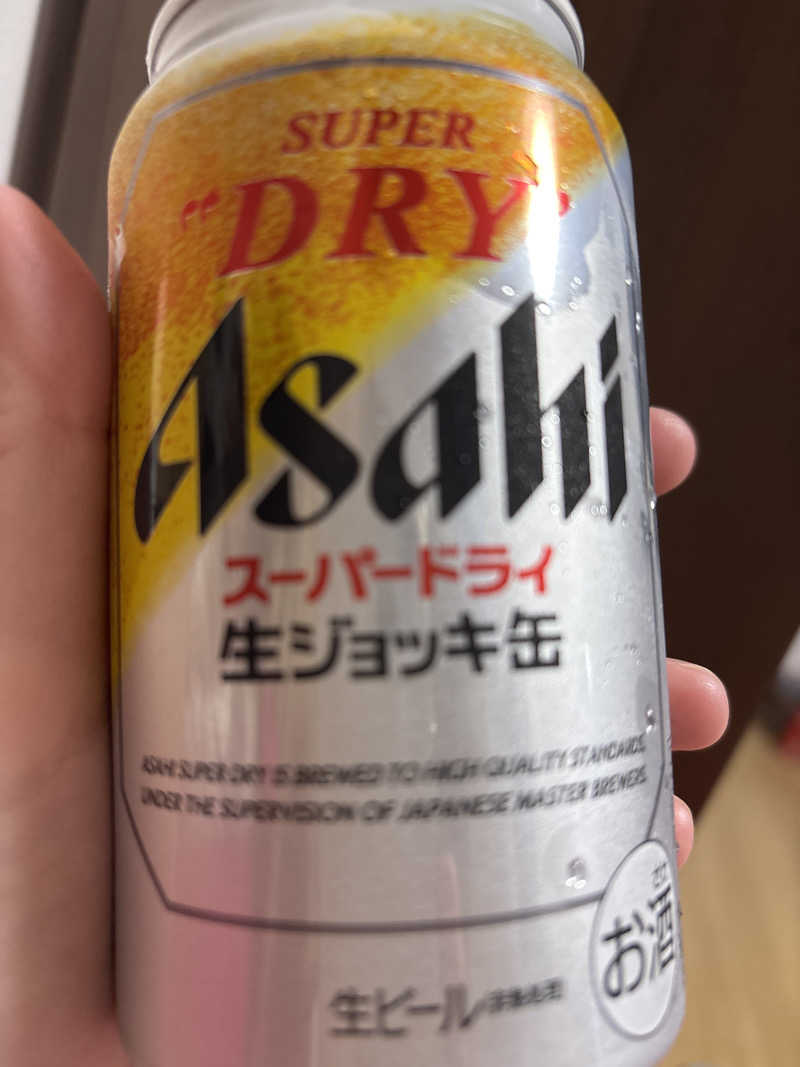 SUPER
"DRY"
Asahi
スーパードライ
生ジョッキ缶
ASAHI SUPER DRY IS BREWED TO HIGH QUALITY STANDARDS,
UNDER THE SUPERVISION OF JAPANESE MASTER BREWERS.
さけ
お酒
生ビール